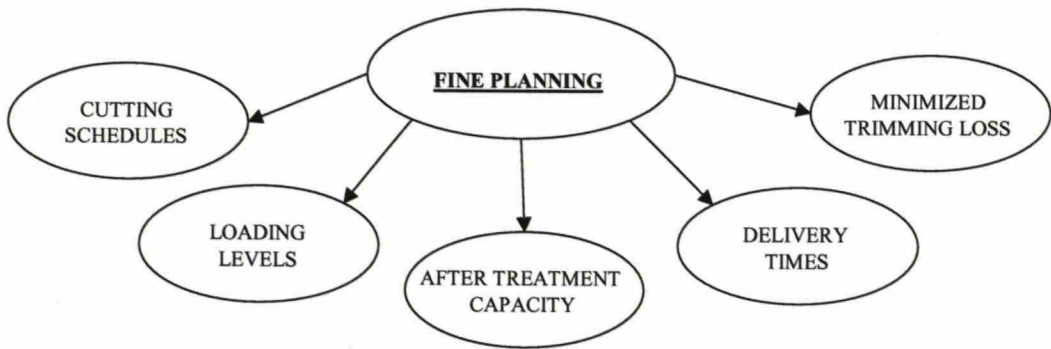 FINE PLANNING
CUTTING
SCHEDULES
LOADING
LEVELS
AFTER TREATMENT
CAPACITY
DELIVERY
TIMES
MINIMIZED
TRIMMING LOSS